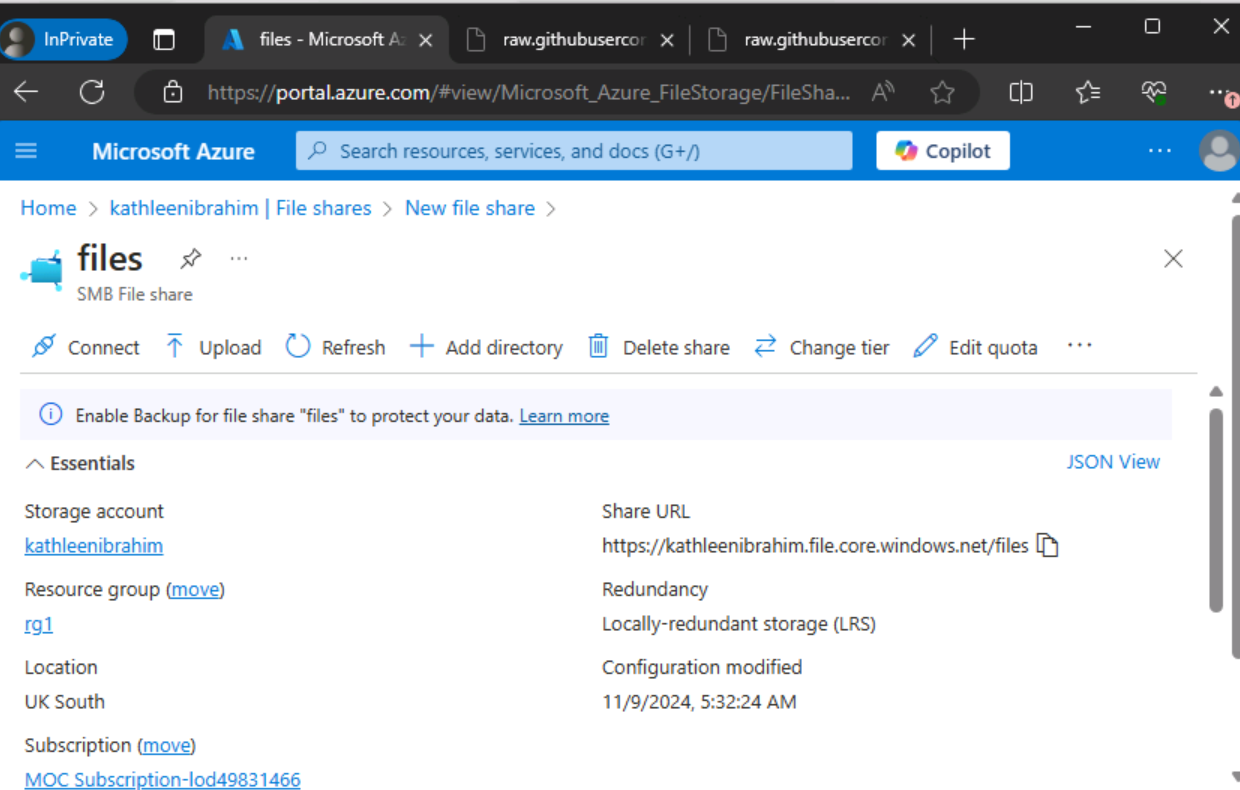 InPrivate
files - Microsoft Az
raw.githubusercor
raw.githubusercor
https://portal.azure.com/#view/Microsoft_Azure_FileStorage/FileSha...
Microsoft Azure
Search resources, services, and docs (G+/)
Copilot
...
Home > kathleenibrahim | File shares > New file share >
files
...
SMB File share
Connect Upload Refresh Add directory Delete share Change tier Edit quota ...
Enable Backup for file share "files" to protect your data. Learn more
Essentials
JSON View
Storage account
kathleenibrahim
Resource group (move)
rg1
Location
UK South
Subscription (move)
MOC Subscription-lod49831466
Share URL
https://kathleenibrahim.file.core.windows.net/files
Redundancy
Locally-redundant storage (LRS)
Configuration modified
11/9/2024, 5:32:24 AM